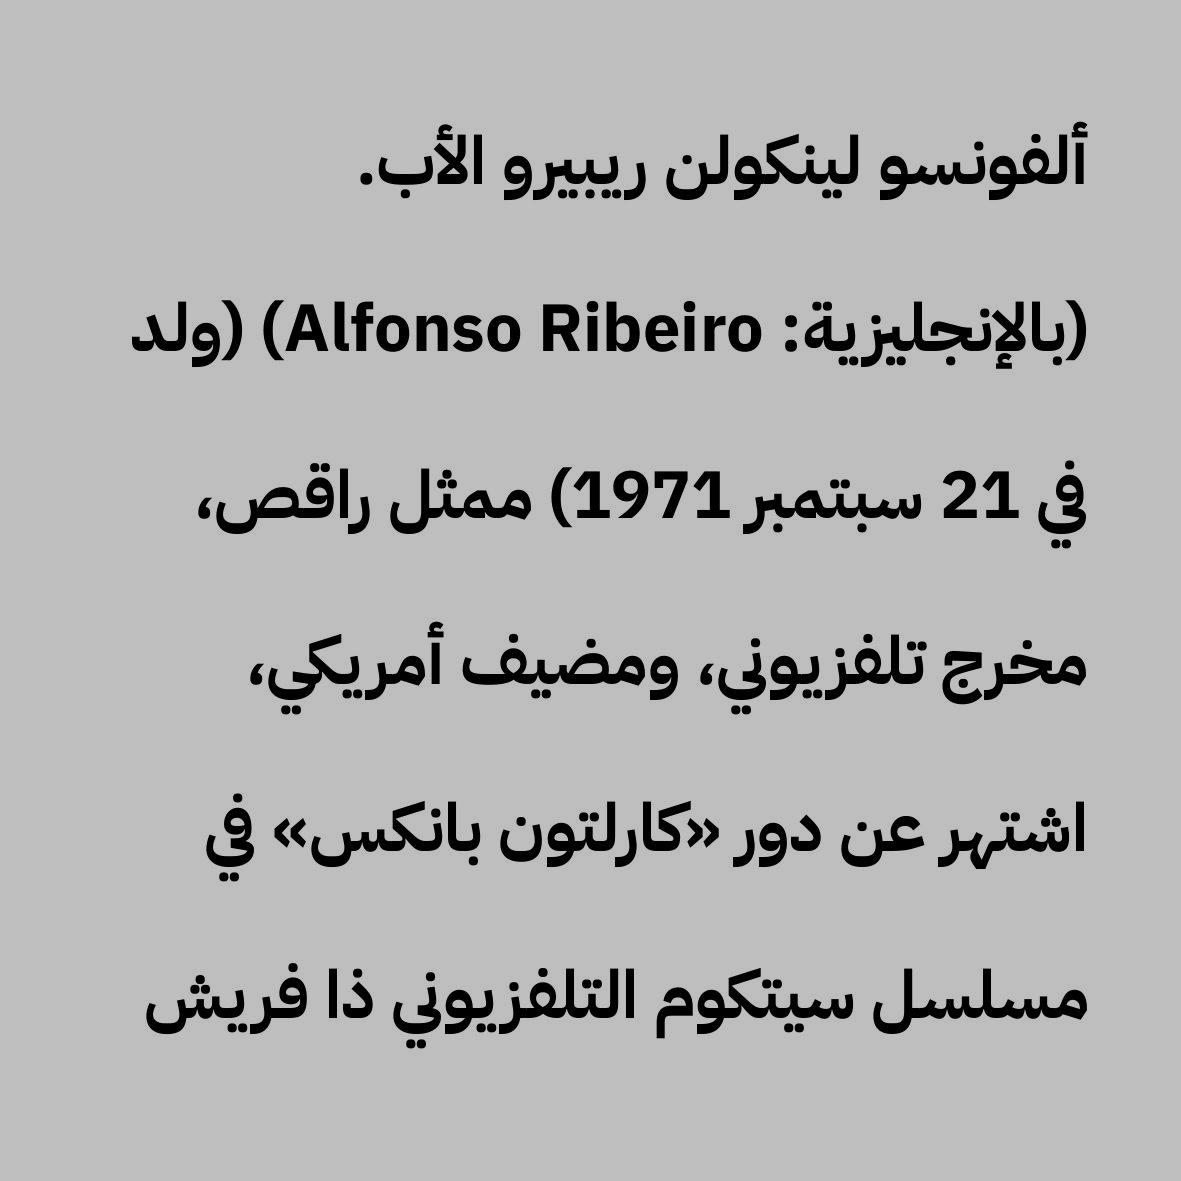 ألفونسو لينكولن ريبيرو الأب.
(بالإنجليزية: Alfonso Ribeiro) (ولد
في 21 سبتمبر 1971) ممثل راقص،
مخرج تلفزيوني، ومضيف أمريكي،
اشتهر عن دور «كارلتون بانكس» في
مسلسل سيتكوم التلفزيوني ذا فريش